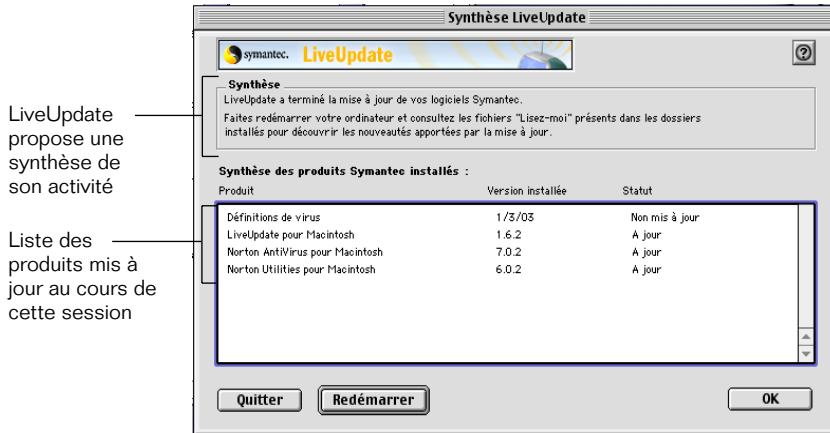 Synthèse LiveUpdate
symantec. LiveUpdate
?
Synthèse
LiveUpdate a terminé la mise à jour de vos logiciels Symantec.
Faites redémarrer votre ordinateur et consultez les fichiers "Lisez-moi" présents dans les dossiers
installés pour découvrir les nouveautés apportées par la mise à jour.
LiveUpdate
propose une
synthèse de
son activité
Synthèse des produits Symantec installés :
Produit Version installée Statut
Définitions de virus 1/3/03 Non mis à jour
LiveUpdate pour Macintosh 1.6.2 A jour
Norton AntiVirus pour Macintosh 7.0.2 A jour
Norton Utilities pour Macintosh 6.0.2 A jour
Liste des
produits mis à
jour au cours de
cette session
Quitter Redémarrer OK